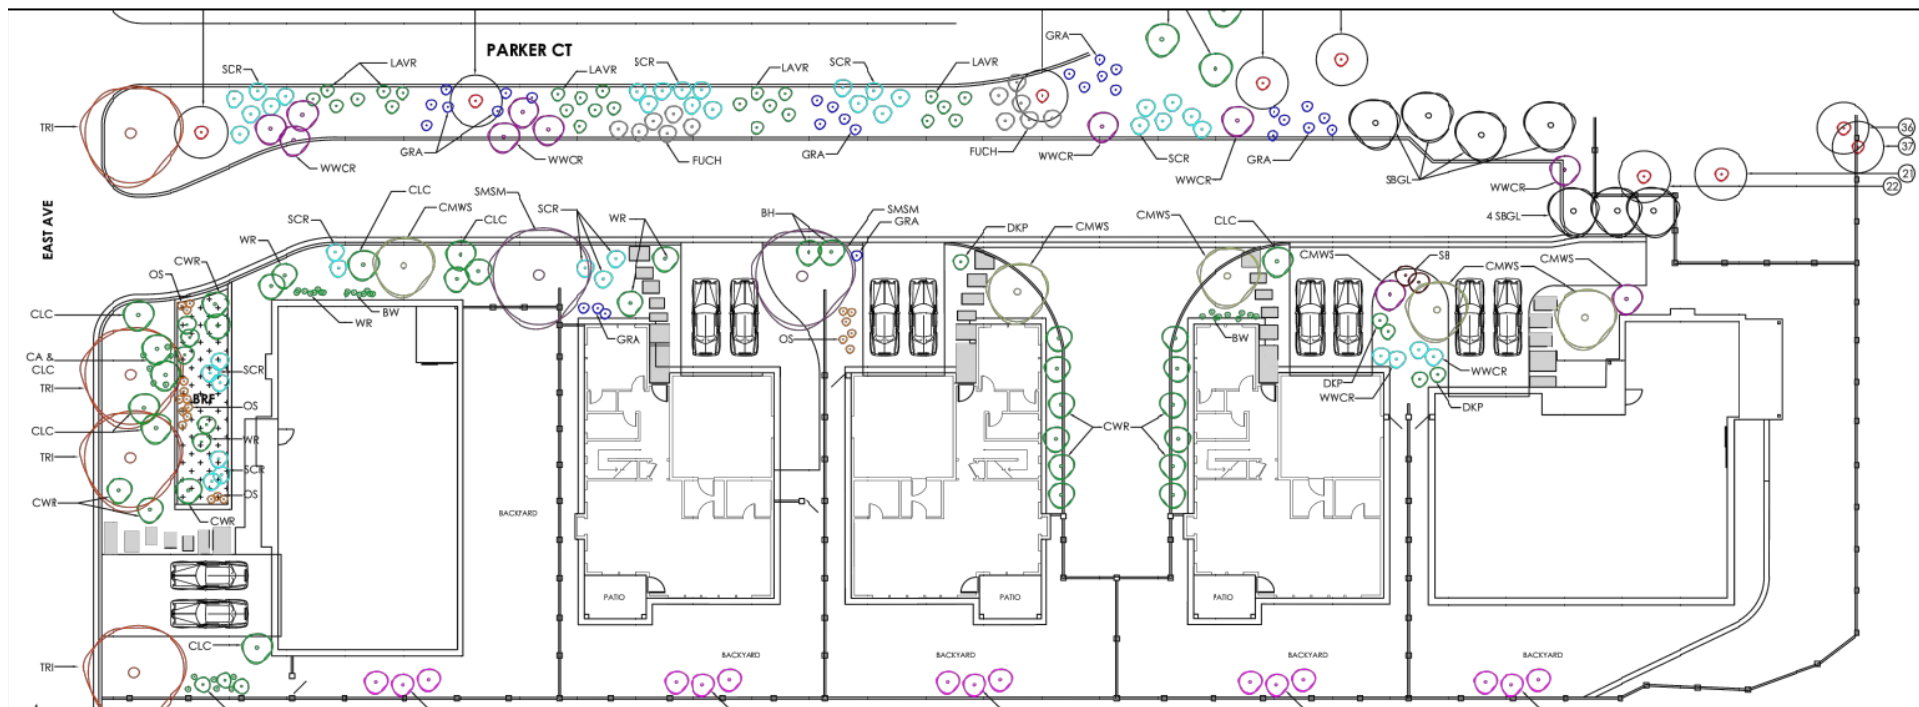 PARKER CT
GRA
SCR
LAVR
LAVR
SCR
LAVR
SCR
LAVR
TRI
36
37
WWCR
GRA
WWCR
FUCH
GRA
FUCH
WWCR
SCR
WWCR
GRA
SBGL
WWCR
21
22
4 SBGL
EAST AVE
SCR
CLC
CMWS
CLC
SMSM
SCR
WR
BH
SMSM
GRA
DKP
CMWS
CMWS
CLC
CMWS
SB
CMWS
CMWS
WR
CWR
OS
CLC
WR
BW
GRA
OS
BW
CA &
CLC
TRI
SCR
BRF
OS
DKP
WWCR
WWCR
DKP
CLC
WR
CWR
TRI
SCR
OS
CWR
CWR
BACKYARD
PATIO
PATIO
PATIO
CLC
TRI
BACKYARD
BACKYARD
BACKYARD
BACKYARD